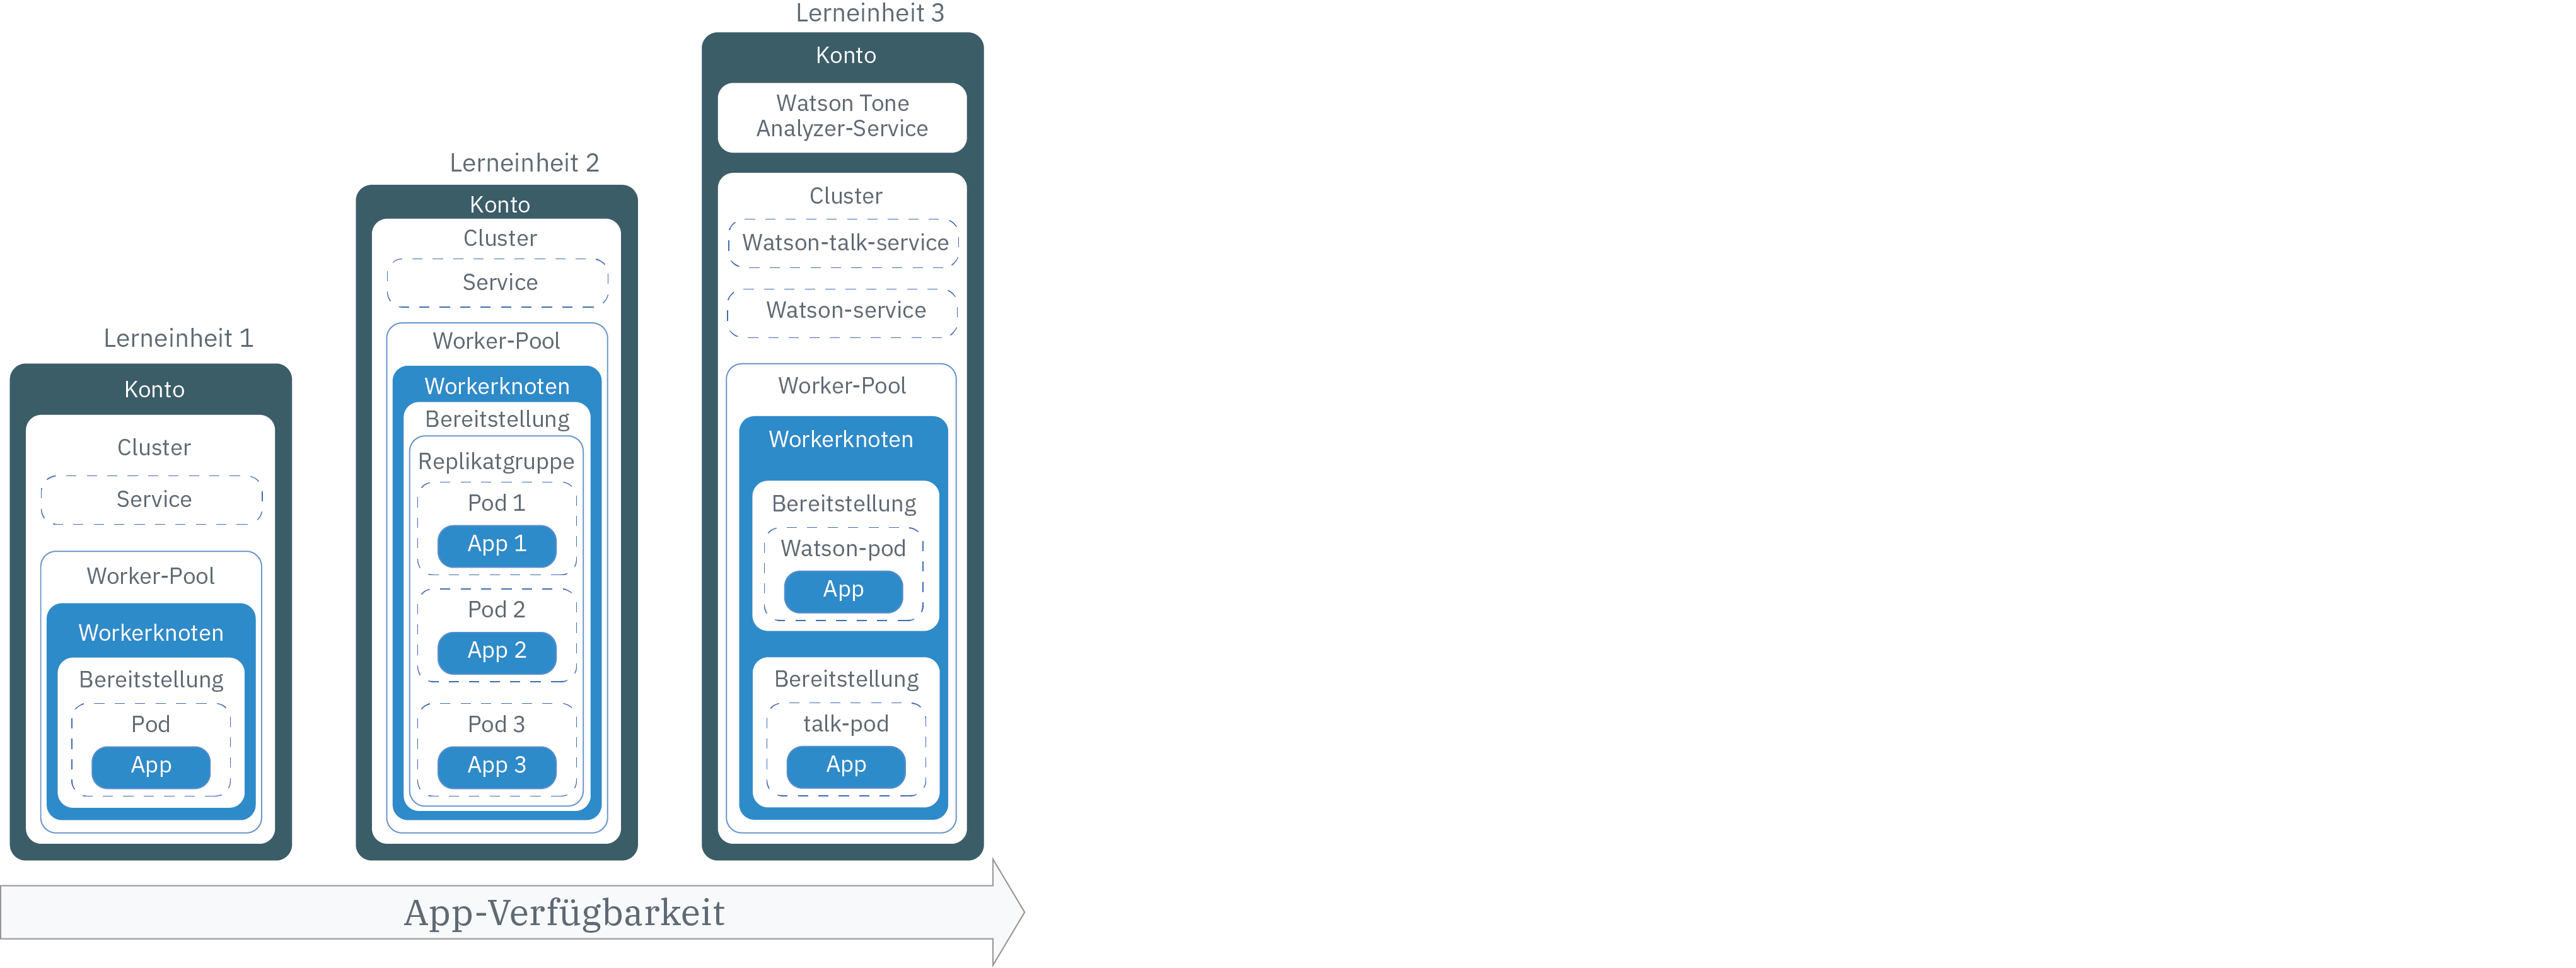 Lerneinheit 1
Konto
Cluster
Service
Worker-Pool
Workerknoten
Bereitstellung
Pod
App
Lerneinheit 2
Konto
Cluster
Service
Worker-Pool
Workerknoten
Bereitstellung
Replikatgruppe
Pod 1
App 1
Pod 2
App 2
Pod 3
App 3
Lerneinheit 3
Konto
Watson Tone
Analyzer-Service
Cluster
Watson-talk-service
Watson-service
Worker-Pool
Workerknoten
Bereitstellung
Watson-pod
App
Bereitstellung
talk-pod
App
App-Verfügbarkeit